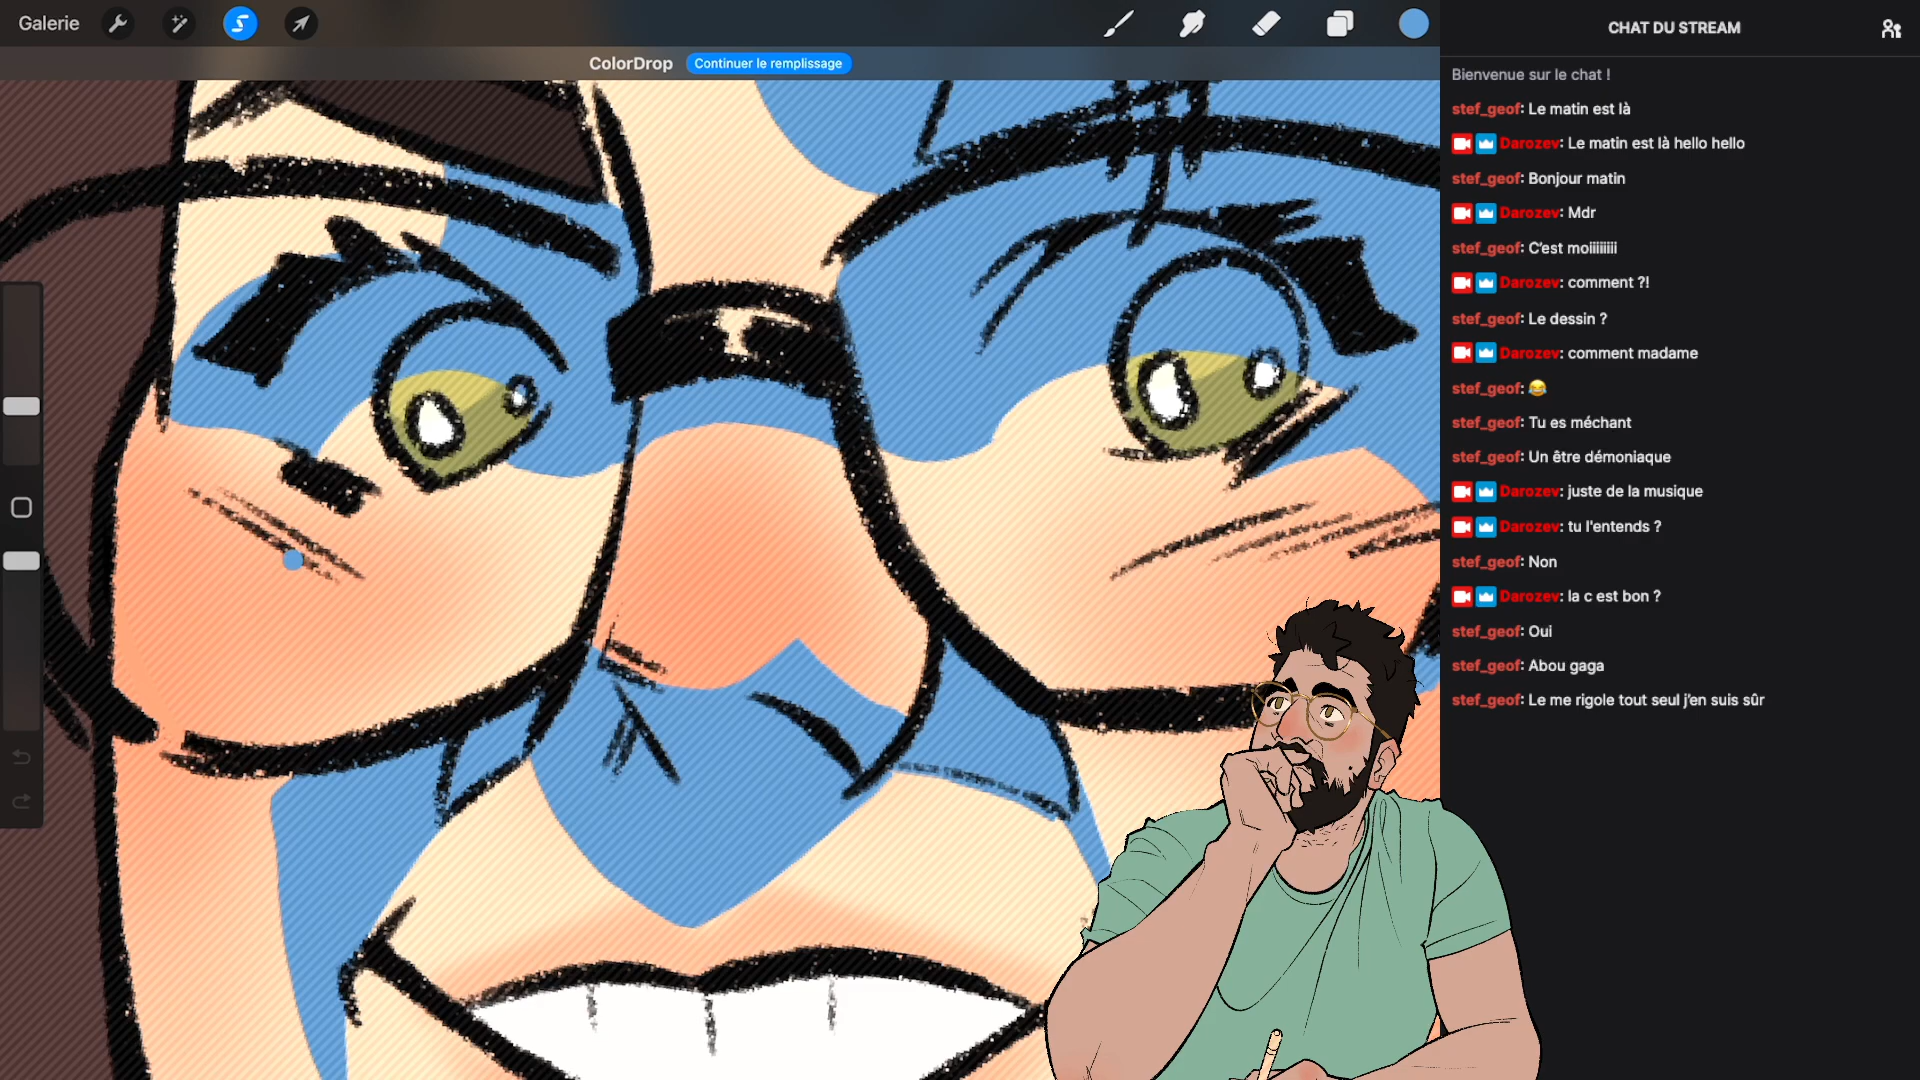 Galerie
ColorDrop
Continuer le remplissage
CHAT DU STREAM
Bienvenue sur le chat !
stef_geof: Le matin est là
Darozev: Le matin est là hello hello
stef_geof: Bonjour matin
Darozev: Mdr
stef_geof: C'est moiiiiiiiii
Darozev: comment ?!
stef_geof: Le dessin ?
Darozev: comment madame
stef_geof: 😂
stef_geof: Tu es méchant
stef_geof: Un être démoniaque
Darozev: juste de la musique
Darozev: tu l'entends ?
stef_geof: Non
Darozev: la c est bon ?
stef_geof: Oui
stef_geof: Abou gaga
stef_geof: Le me rigole tout seul j'en suis sûr